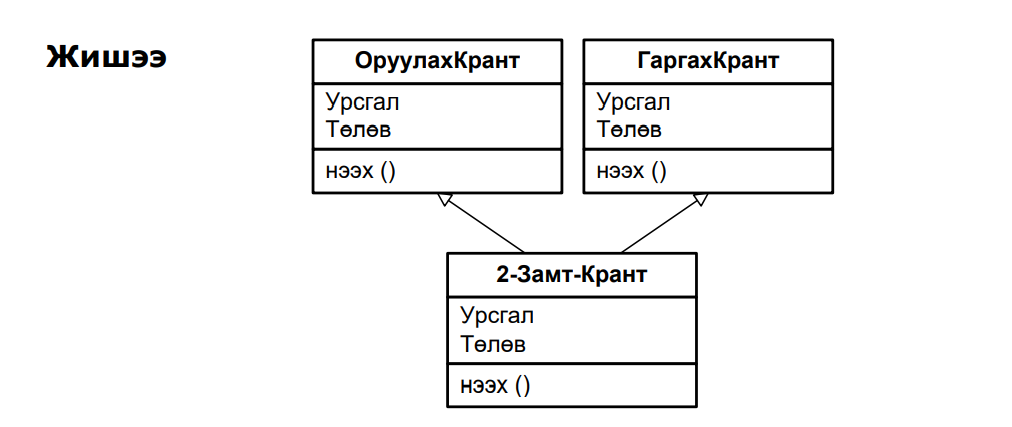 Жишээ
ОруулахКрант
Урсгал
Төлөв
нээх ()
ГаргахКрант
Урсгал
Төлөв
нээх ()
2-Замт-Крант
Урсгал
Төлөв
нээх ()